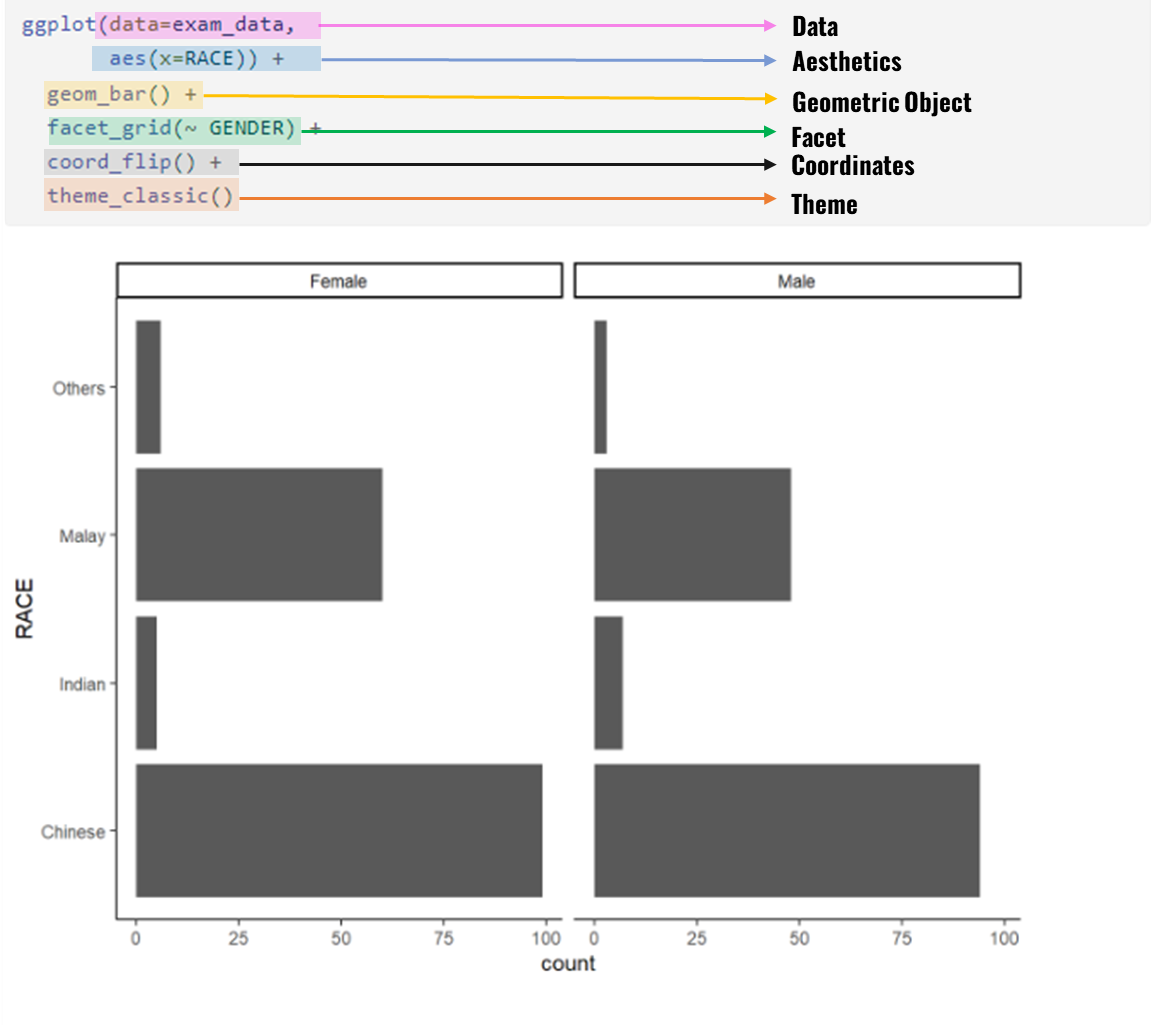 ggplot(data=exam_data, Data
aes(x=RACE)) + Aesthetics
geom_bar() + Geometric Object
facet_grid(~ GENDER) + Facet
coord_flip() + Coordinates
theme_classic() Theme
Female Male
Others
Malay
Indian
Chinese
RACE
0 25 50 75 100 0 25 50 75 100
count